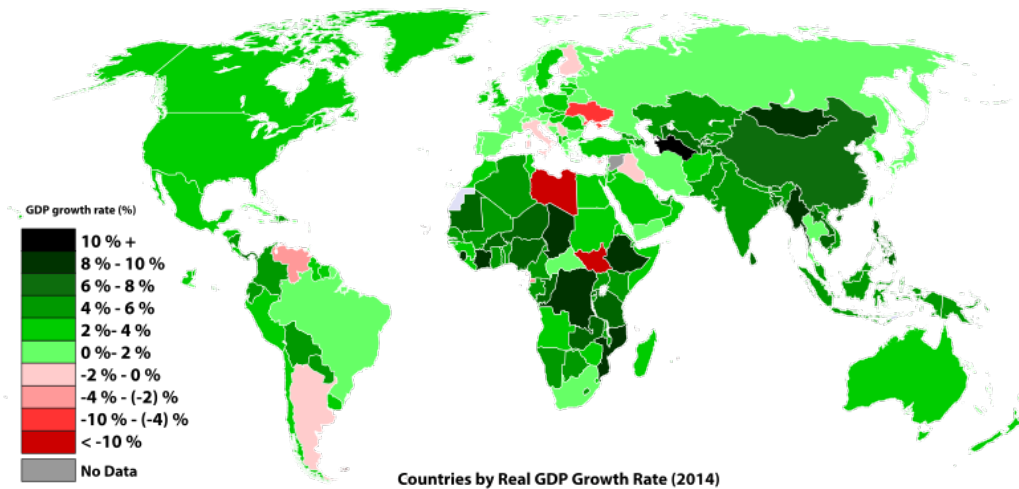 GDP growth rate (%)
10 % +
8 % - 10 %
6 % - 8 %
4 % - 6 %
2 %- 4 %
0 %- 2 %
-2 % - 0 %
-4 % - (-2) %
-10 % - (-4) %
< -10 %
No Data
Countries by Real GDP Growth Rate (2014)